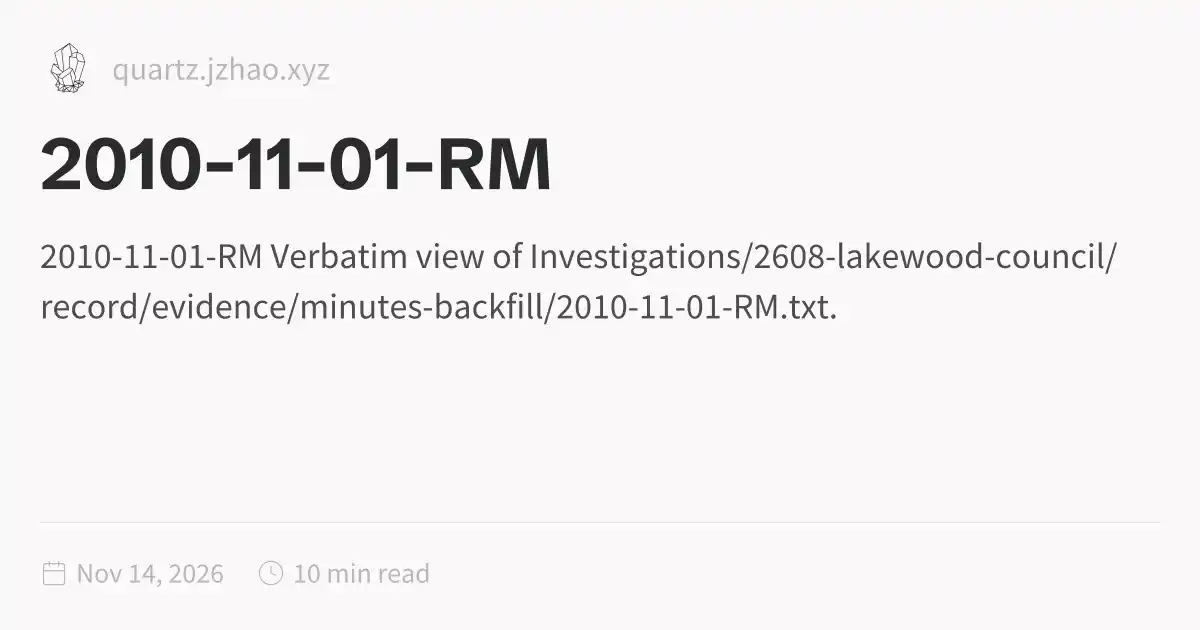 quartz.jzhao.xyz
2010-11-01-RM
2010-11-01-RM Verbatim view of Investigations/2608-lakewood-council/
record/evidence/minutes-backfill/2010-11-01-RM.txt.
Nov 14, 2026 10 min read